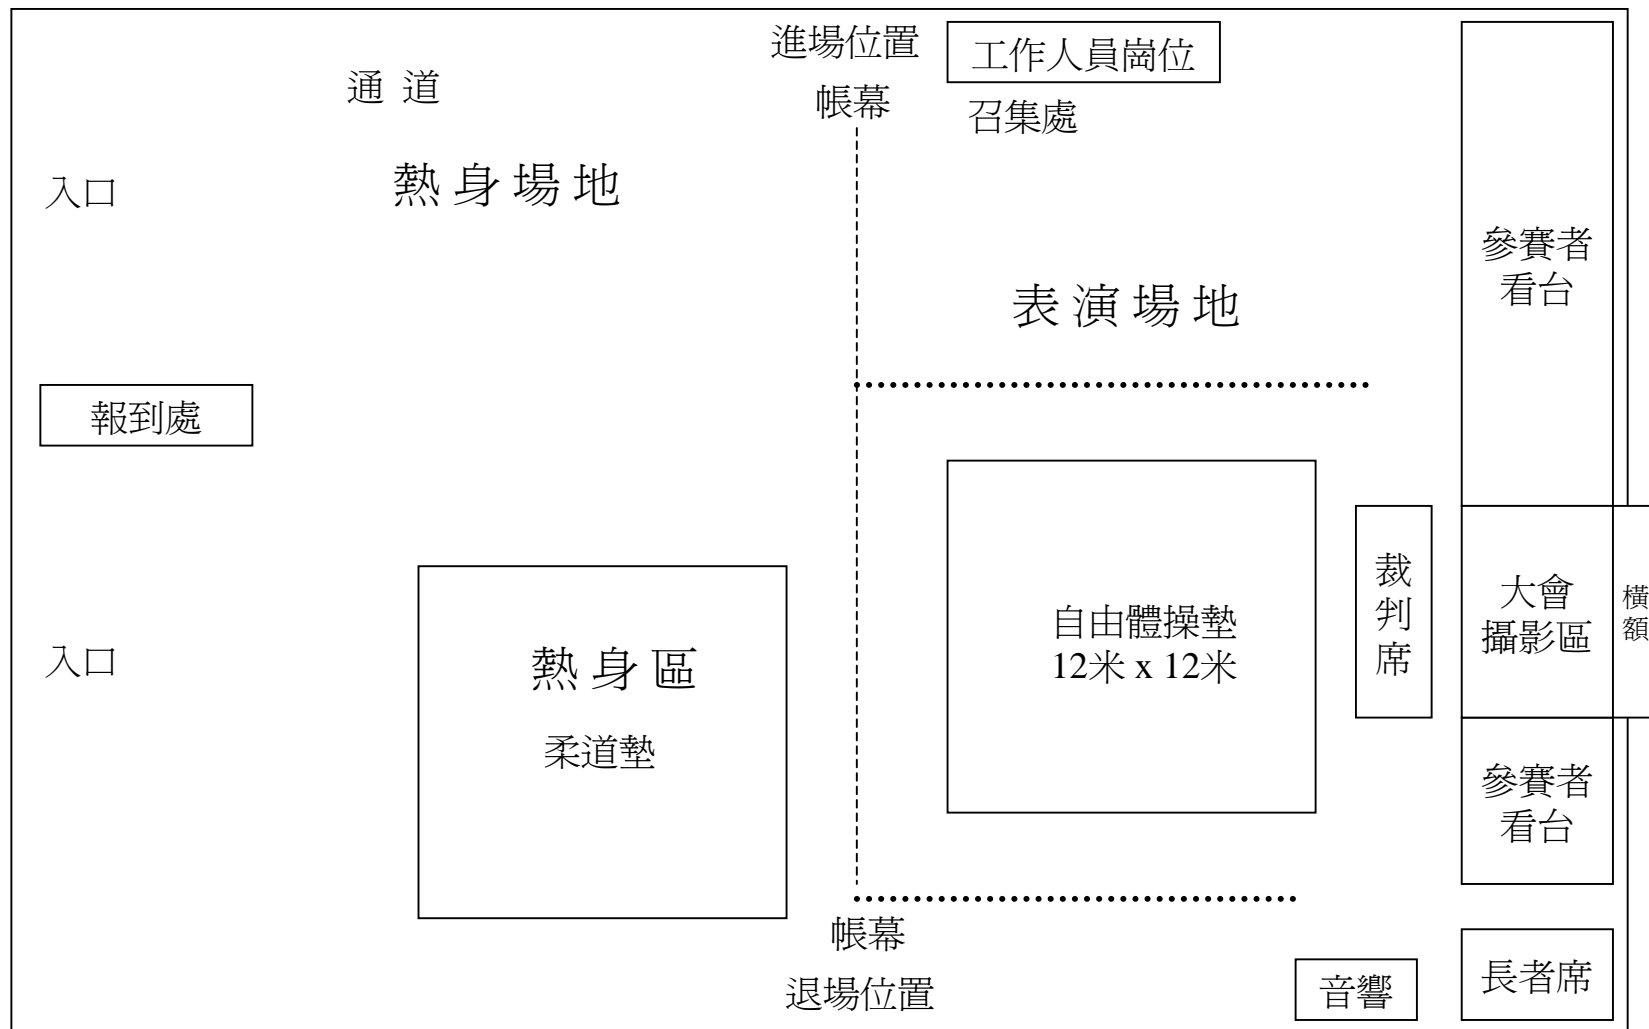 進場位置
工作人員崗位
通 道
帳幕
召集處
入口
熱 身 場 地
參賽者
看台
表 演 場 地
報到處
裁
判
席
大會
攝影區
橫
額
自由體操墊
12米 x 12米
入口
熱 身 區
柔道墊
參賽者
看台
帳幕
退場位置
音響
長者席